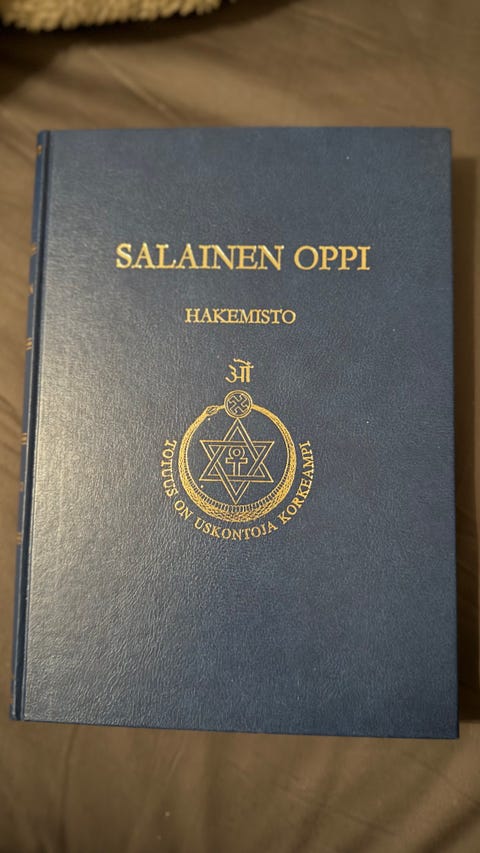 SALAINEN OPPI
HAKEMISTO
ओं
TOTUUS ON USKONTOJA KORKEAMPI